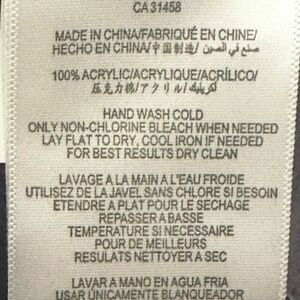 CA 31458
MADE IN CHINA/FABRIQUÉ EN CHINE/
HECHO EN CHINA/中国制造/ صنع في الصين/
100% ACRYLIC/ACRYLIQUE/ACRÍLICO/
压克力棉/アクリル/ اكريليك/
HAND WASH COLD
ONLY NON-CHLORINE BLEACH WHEN NEEDED
LAY FLAT TO DRY, COOL IRON IF NEEDED
FOR BEST RESULTS DRY CLEAN
LAVAGE A LA MAIN A L'EAU FROIDE
UTILISEZ DE LA JAVEL SANS CHLORE SI BESOIN
ETENDRE A PLAT POUR LE SECHAGE
REPASSER A BASSE
TEMPERATURE SI NECESSAIRE
POUR DE MEILLEURS
RESULATS NETTOYER A SEC
LAVAR A MANO EN AGUA FRIA
USAR ÚNICAMENTE BLANQUEADOR